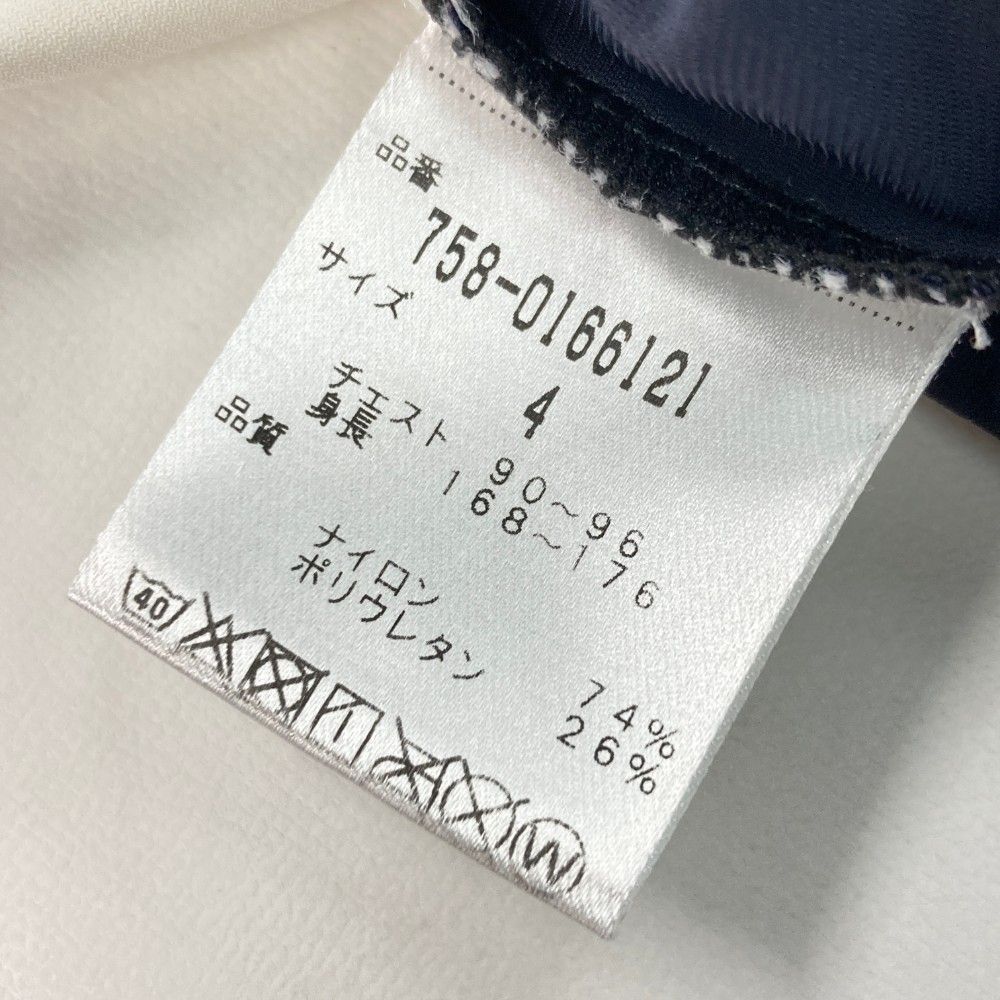 品番
758-0166121
サイズ
4
チエスト 90～96
身長 168～176
品質
ナイロン 74%
ポリウレタン 26%
40
W